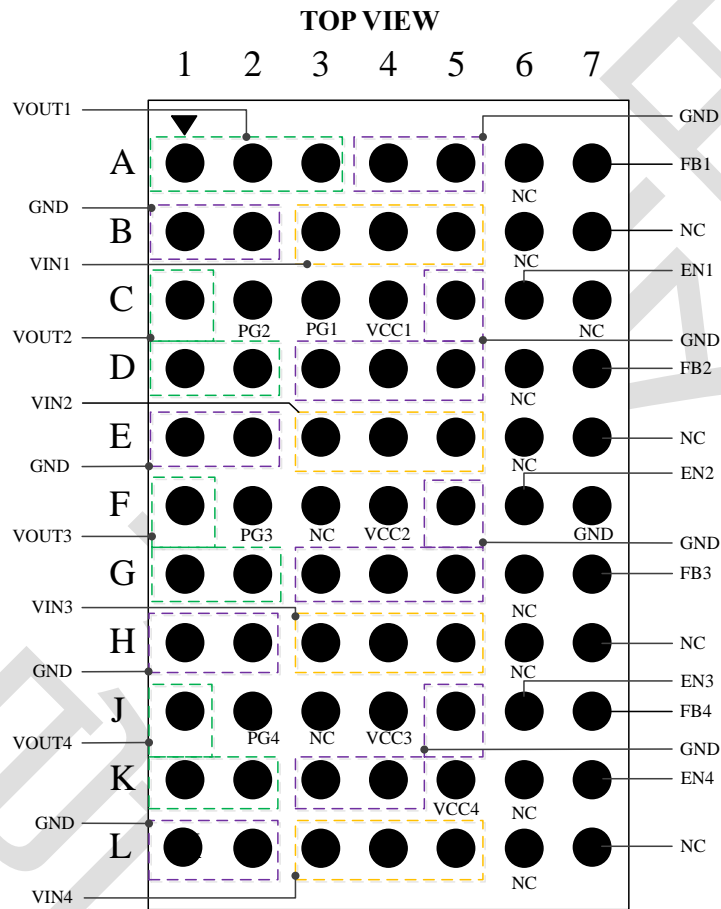 TOP VIEW
1 2 3 4 5 6 7
VOUT1
GND
A
FB1
NC
GND
B
NC
NC
VIN1
EN1
C
PG2 PG1 VCC1 NC
VOUT2
GND
D
FB2
NC
VIN2
E
NC
NC
GND
EN2
F
PG3 NC VCC2 GND
VOUT3
GND
G
FB3
NC
VIN3
H
NC
NC
GND
EN3
J
FB4
PG4 NC VCC3
VOUT4
GND
K
EN4
VCC4 NC
GND
L
NC
NC
VIN4